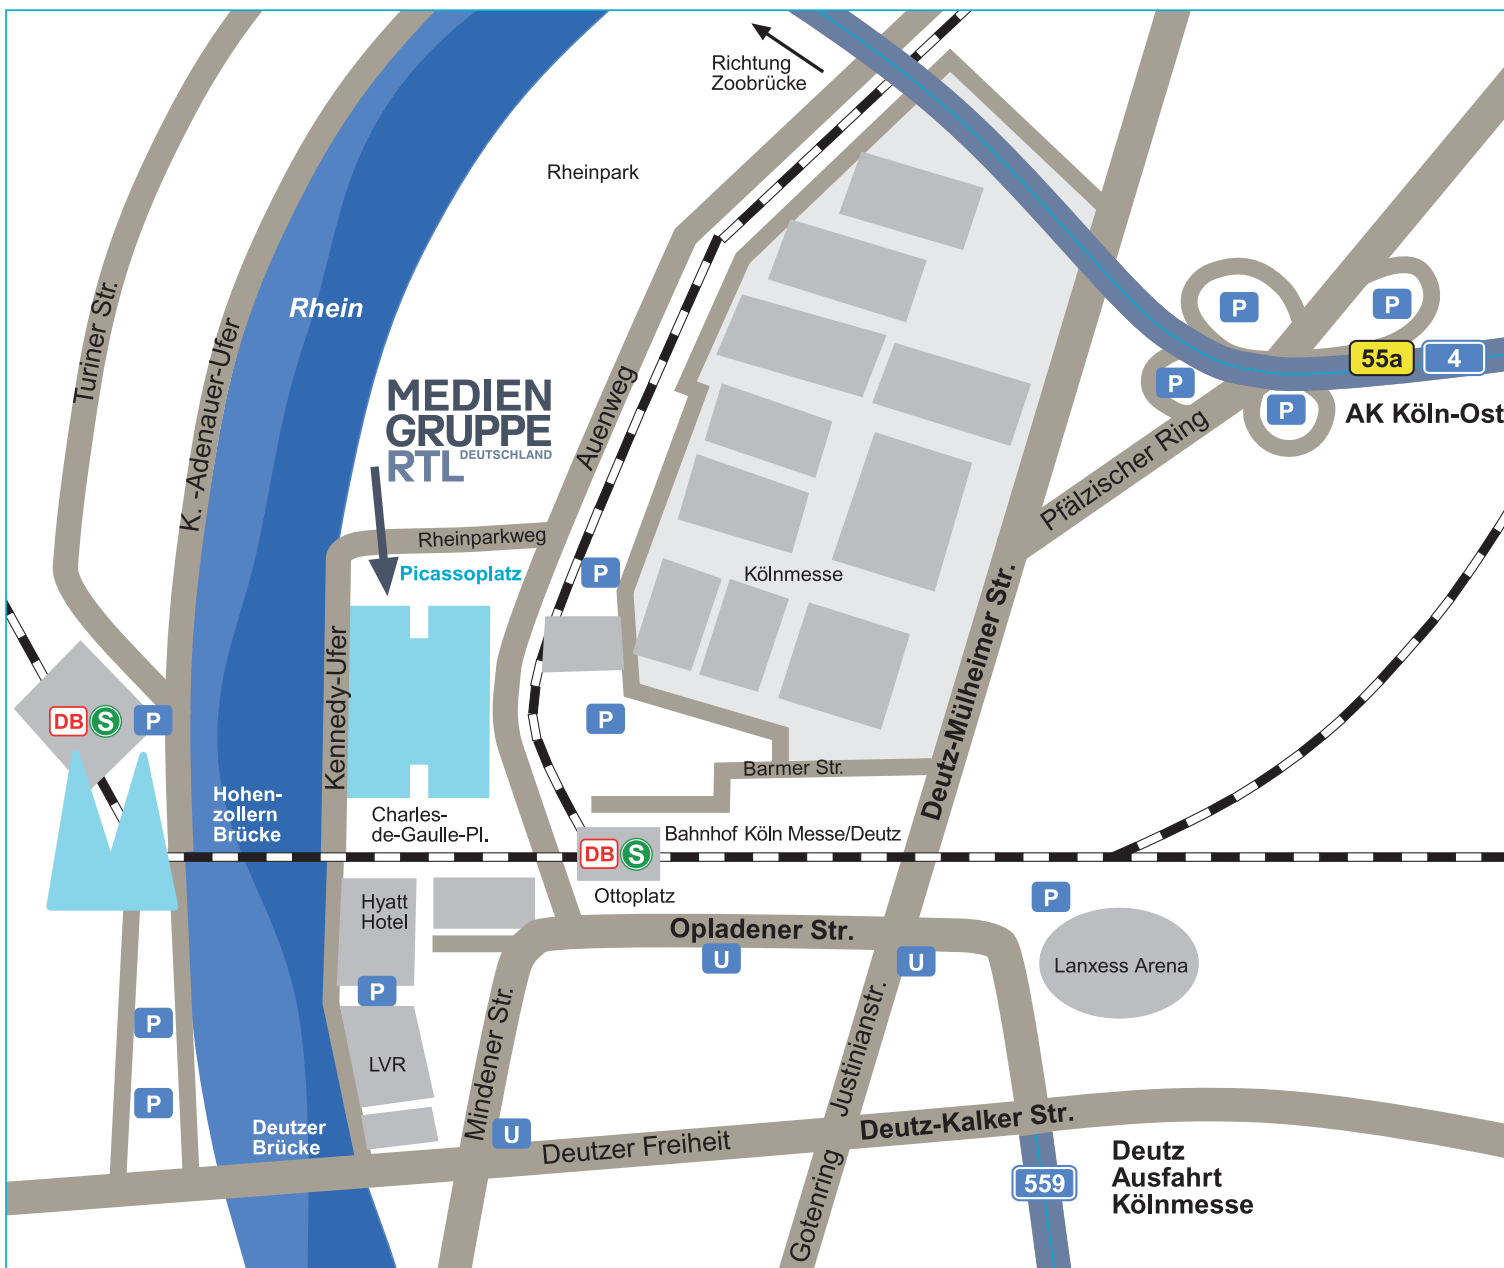 Richtung
Zoobrücke
Rheinpark
Turiner Str.
K. -Adenauer-Ufer
Rhein
MEDIEN
GRUPPE
RTL DEUTSCHLAND
Auenweg
P
P
P
P
55a
4
AK Köln-Ost
Pfälzischer Ring
Rheinparkweg
Picassoplatz
P
Kölnmesse
Kennedy-Ufer
Deutz-Mülheimer Str.
DB
S
P
P
Barmer Str.
Hohen-
zollern
Brücke
Charles-
de-Gaulle-Pl.
Bahnhof Köln Messe/Deutz
DB
S
Ottoplatz
P
Hyatt
Hotel
Opladener Str.
U
U
Lanxess Arena
P
P
Mindener Str.
Justinianstr.
LVR
P
Deutzer
Brücke
U
Deutzer Freiheit
Deutz-Kalker Str.
Gotenring
559
Deutz
Ausfahrt
Kölnmesse